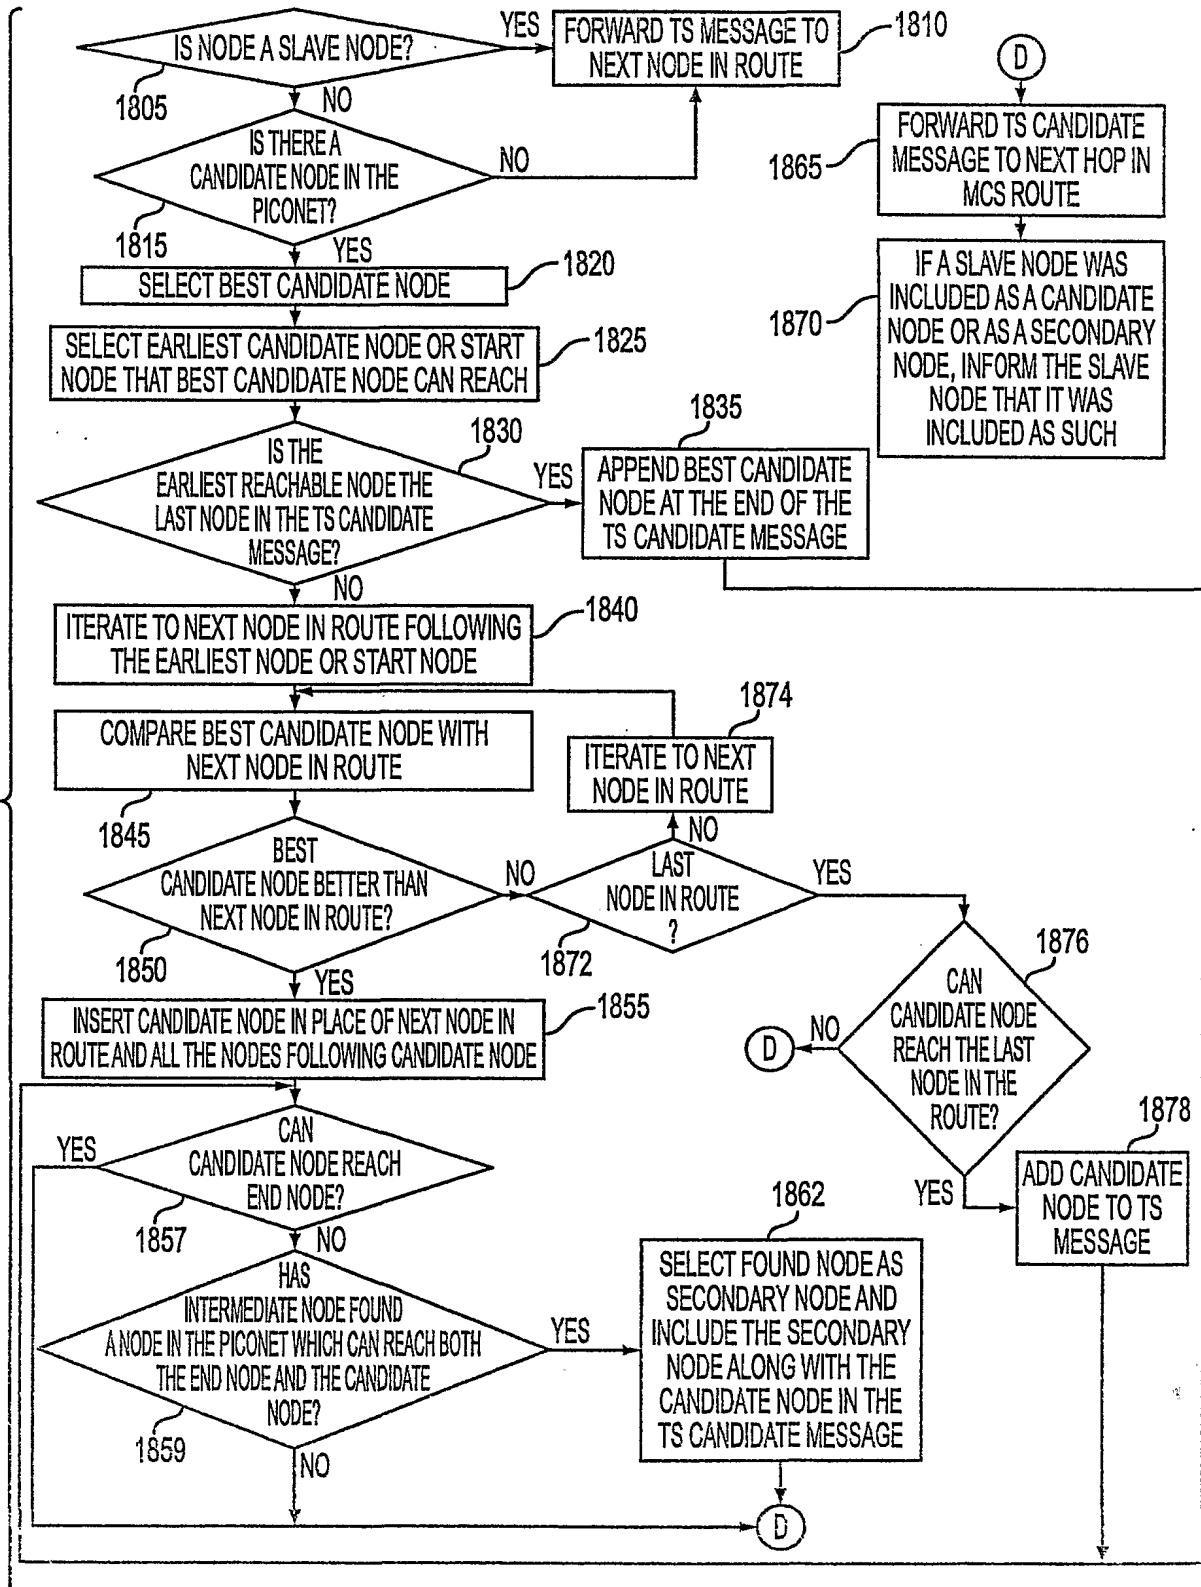 IS NODE A SLAVE NODE?
YES
FORWARD TS MESSAGE TO
NEXT NODE IN ROUTE
1810
1805
NO
IS THERE A
CANDIDATE NODE IN THE
PICONET?
NO
1815
YES
SELECT BEST CANDIDATE NODE
1820
SELECT EARLIEST CANDIDATE NODE OR START
NODE THAT BEST CANDIDATE NODE CAN REACH
1825
IS THE
EARLIEST REACHABLE NODE THE
LAST NODE IN THE TS CANDIDATE
MESSAGE?
1830
YES
1835
APPEND BEST CANDIDATE
NODE AT THE END OF THE
TS CANDIDATE MESSAGE
NO
ITERATE TO NEXT NODE IN ROUTE FOLLOWING
THE EARLIEST NODE OR START NODE
1840
COMPARE BEST CANDIDATE NODE WITH
NEXT NODE IN ROUTE
1845
1874
ITERATE TO NEXT
NODE IN ROUTE
NO
BEST
CANDIDATE NODE BETTER THAN
NEXT NODE IN ROUTE?
1850
NO
LAST
NODE IN ROUTE
?
1872
YES
YES
INSERT CANDIDATE NODE IN PLACE OF NEXT NODE IN
ROUTE AND ALL THE NODES FOLLOWING CANDIDATE NODE
1855
CAN
CANDIDATE NODE REACH
END NODE?
YES
1857
NO
HAS
INTERMEDIATE NODE FOUND
A NODE IN THE PICONET WHICH CAN REACH BOTH
THE END NODE AND THE CANDIDATE
NODE?
1859
NO
YES
1862
SELECT FOUND NODE AS
SECONDARY NODE AND
INCLUDE THE SECONDARY
NODE ALONG WITH THE
CANDIDATE NODE IN THE
TS CANDIDATE MESSAGE
D
D
FORWARD TS CANDIDATE
MESSAGE TO NEXT HOP IN
MCS ROUTE
1865
IF A SLAVE NODE WAS
INCLUDED AS A CANDIDATE
NODE OR AS A SECONDARY
NODE, INFORM THE SLAVE
NODE THAT IT WAS
INCLUDED AS SUCH
1870
1876
CAN
CANDIDATE NODE
REACH THE LAST
NODE IN THE
ROUTE?
NO
D
YES
1878
ADD CANDIDATE
NODE TO TS
MESSAGE